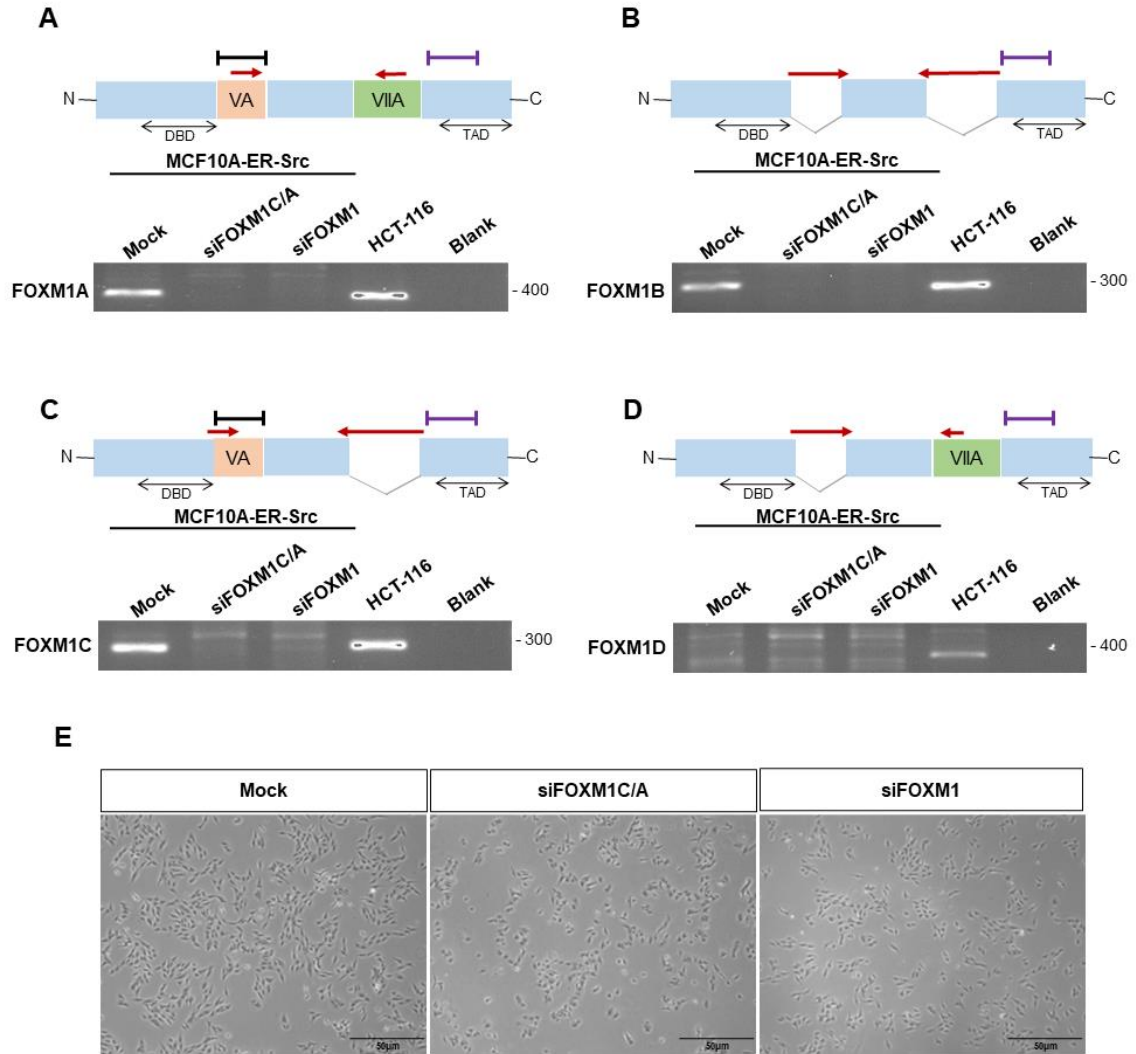 A
N
VA
VIIA
C
DBD
TAD
MCF10A-ER-Src
Mock
siFOXM1C/A
siFOXM1
HCT-116
Blank
FOXM1A
- 400
B
N
C
DBD
TAD
MCF10A-ER-Src
Mock
siFOXM1C/A
siFOXM1
HCT-116
Blank
FOXM1B
- 300
C
N
VA
C
DBD
TAD
MCF10A-ER-Src
Mock
siFOXM1C/A
siFOXM1
HCT-116
Blank
FOXM1C
- 300
D
N
VIIA
C
DBD
TAD
MCF10A-ER-Src
Mock
siFOXM1C/A
siFOXM1
HCT-116
Blank
FOXM1D
- 400
E
Mock
siFOXM1C/A
siFOXM1
50µm
50µm
50µm